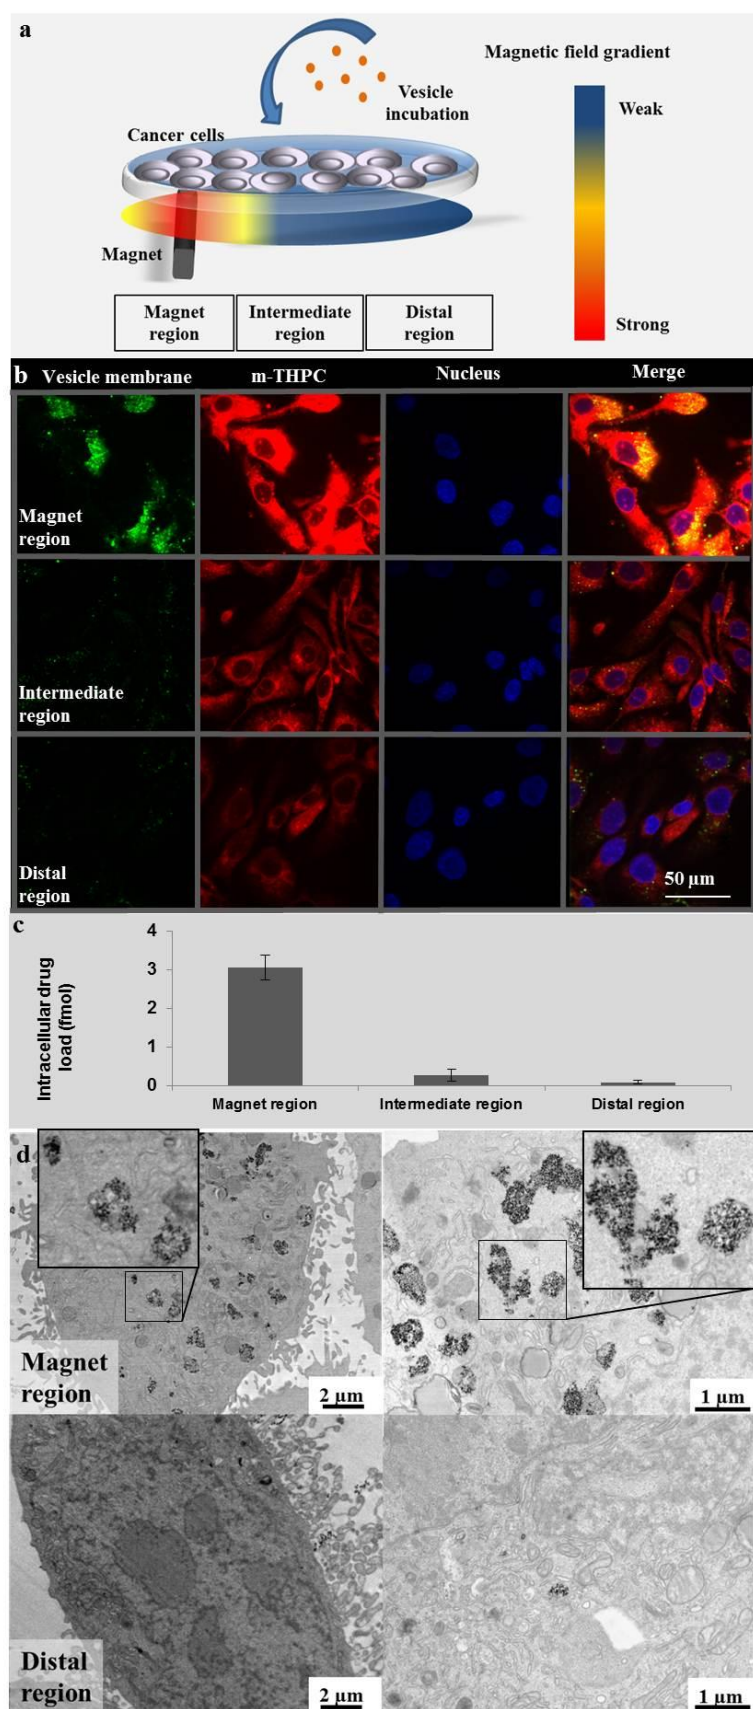 a
Magnetic field gradient
Vesicle
incubation
Weak
Cancer cells
Magnet
Magnet
region
Intermediate
region
Distal
region
Strong
b
Vesicle membrane
m-THPC
Nucleus
Merge
Magnet
region
Intermediate
region
Distal
region
50 µm
c
Intracellular drug
load (fmol)
4
3
2
1
0
Magnet region
Intermediate region
Distal region
d
Magnet
region
2 µm
1 µm
Distal
region
2 µm
1 µm